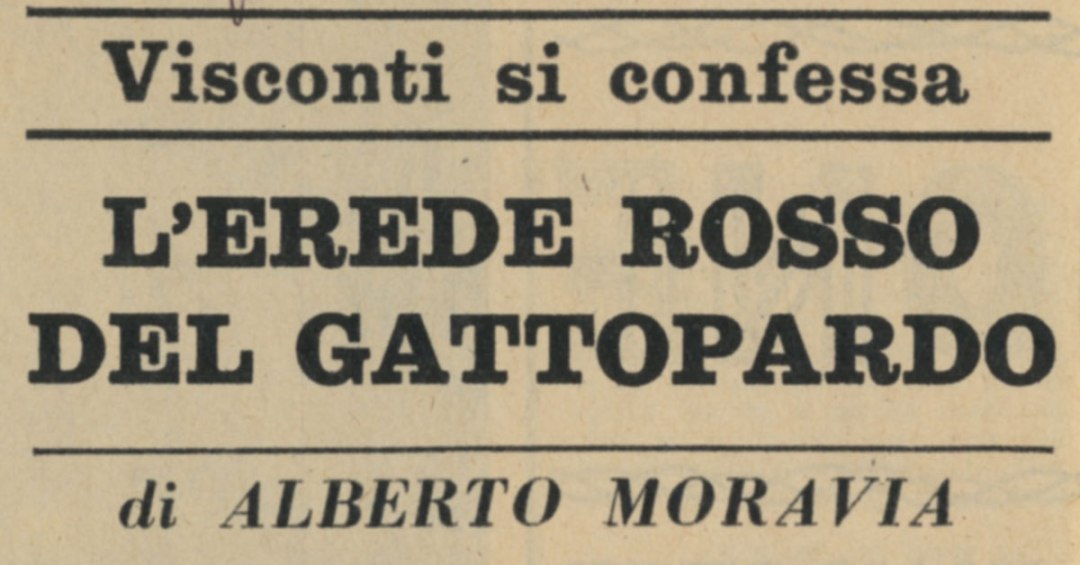 Visconti si confessa
L'EREDE ROSSO
DEL GATTOPARDO
di ALBERTO MORAVIA